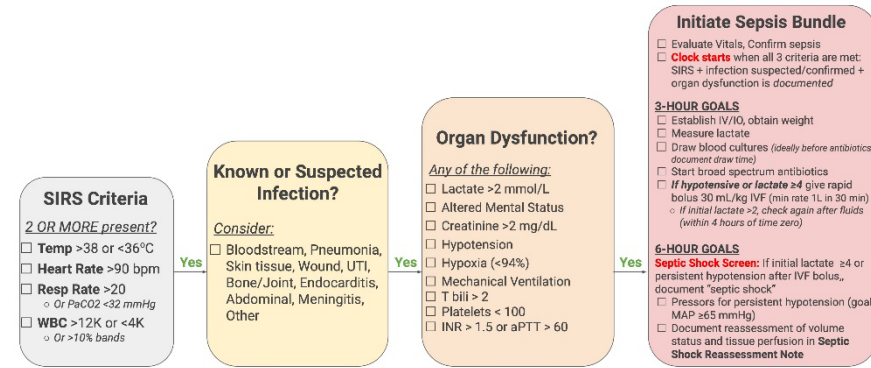 SIRS Criteria
2 OR MORE present?
☐ Temp >38 or <36ºC
☐ Heart Rate >90 bpm
☐ Resp Rate >20
○ Or PaCO2 <32 mmHg
☐ WBC >12K or <4K
○ Or >10% bands
Yes
Known or Suspected
Infection?
Consider:
☐ Bloodstream, Pneumonia,
Skin tissue, Wound, UTI,
Bone/Joint, Endocarditis,
Abdominal, Meningitis,
Other
Yes
Organ Dysfunction?
Any of the following:
☐ Lactate >2 mmol/L
☐ Altered Mental Status
☐ Creatinine >2 mg/dL
☐ Hypotension
☐ Hypoxia (<94%)
☐ Mechanical Ventilation
☐ T bili > 2
☐ Platelets < 100
☐ INR > 1.5 or aPTT > 60
Yes
Initiate Sepsis Bundle
☐ Evaluate Vitals, Confirm sepsis
☐ Clock starts when all 3 criteria are met:
SIRS + infection suspected/confirmed +
organ dysfunction is documented
3-HOUR GOALS
☐ Establish IV/IO, obtain weight
☐ Measure lactate
☐ Draw blood cultures (ideally before antibiotics,
document draw time)
☐ Start broad spectrum antibiotics
☐ If hypotensive or lactate ≥4 give rapid
bolus 30 mL/kg IVF (min rate 1L in 30 min)
○ If initial lactate >2, check again after fluids
(within 4 hours of time zero)
6-HOUR GOALS
Septic Shock Screen: If initial lactate ≥4 or
persistent hypotension after IVF bolus,,
document "septic shock"
☐ Pressors for persistent hypotension (goal
MAP ≥65 mmHg)
☐ Document reassessment of volume
status and tissue perfusion in Septic
Shock Reassessment Note